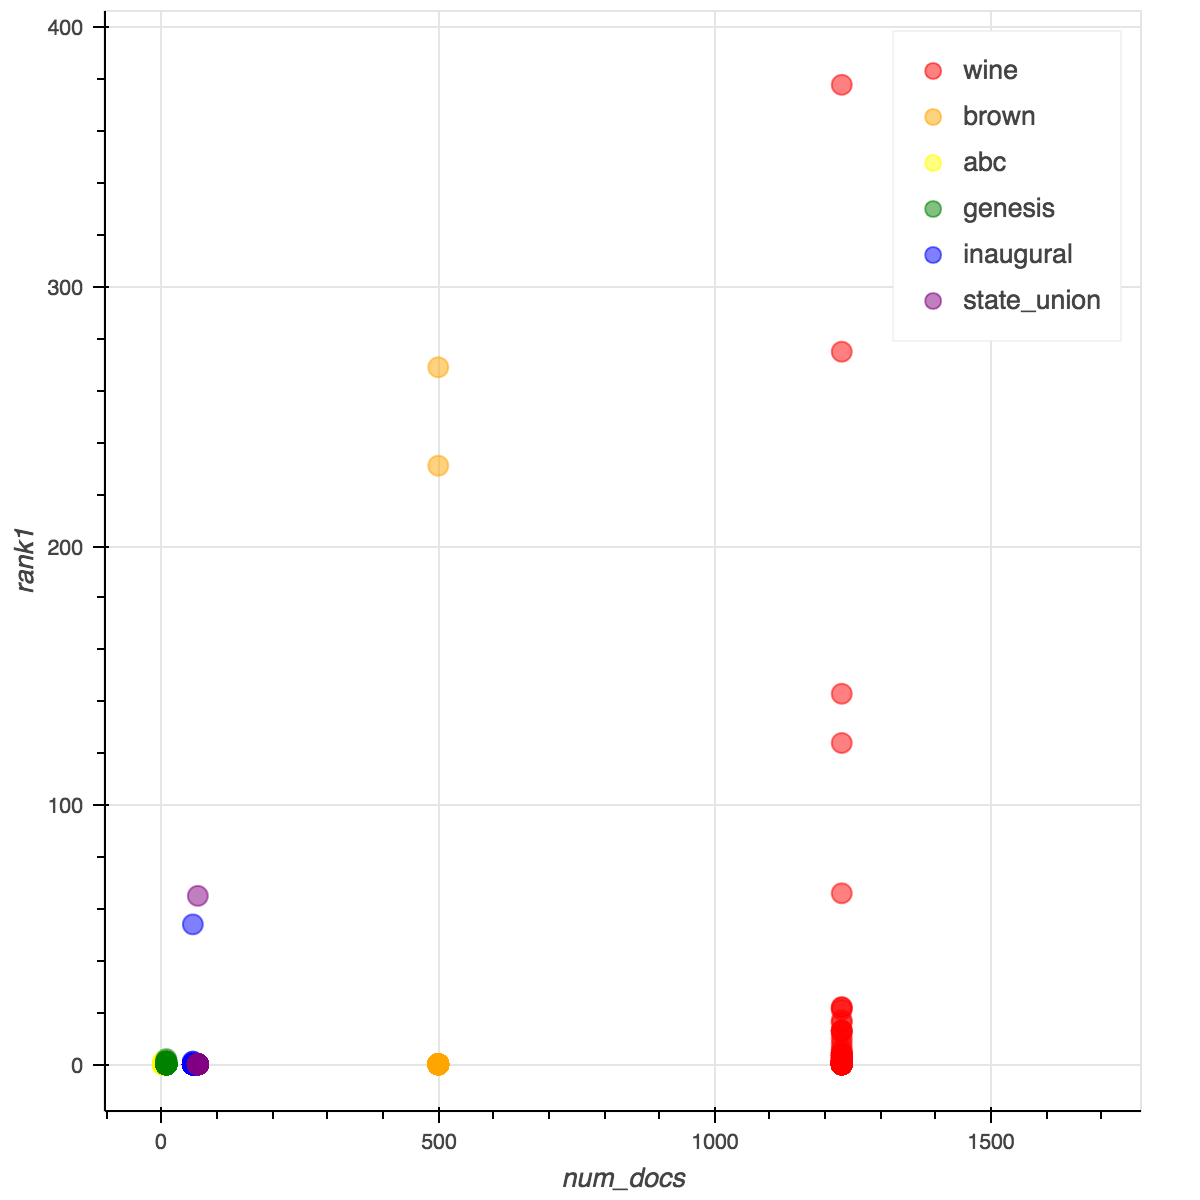 400
300
200
100
0
rank1
wine
brown
abc
genesis
inaugural
state_union
0
500
1000
1500
num_docs